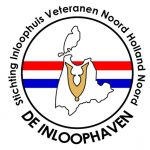 Stichting Inloophuis Veteranen Noord Holland Noord
DE INLOOPHAVEN